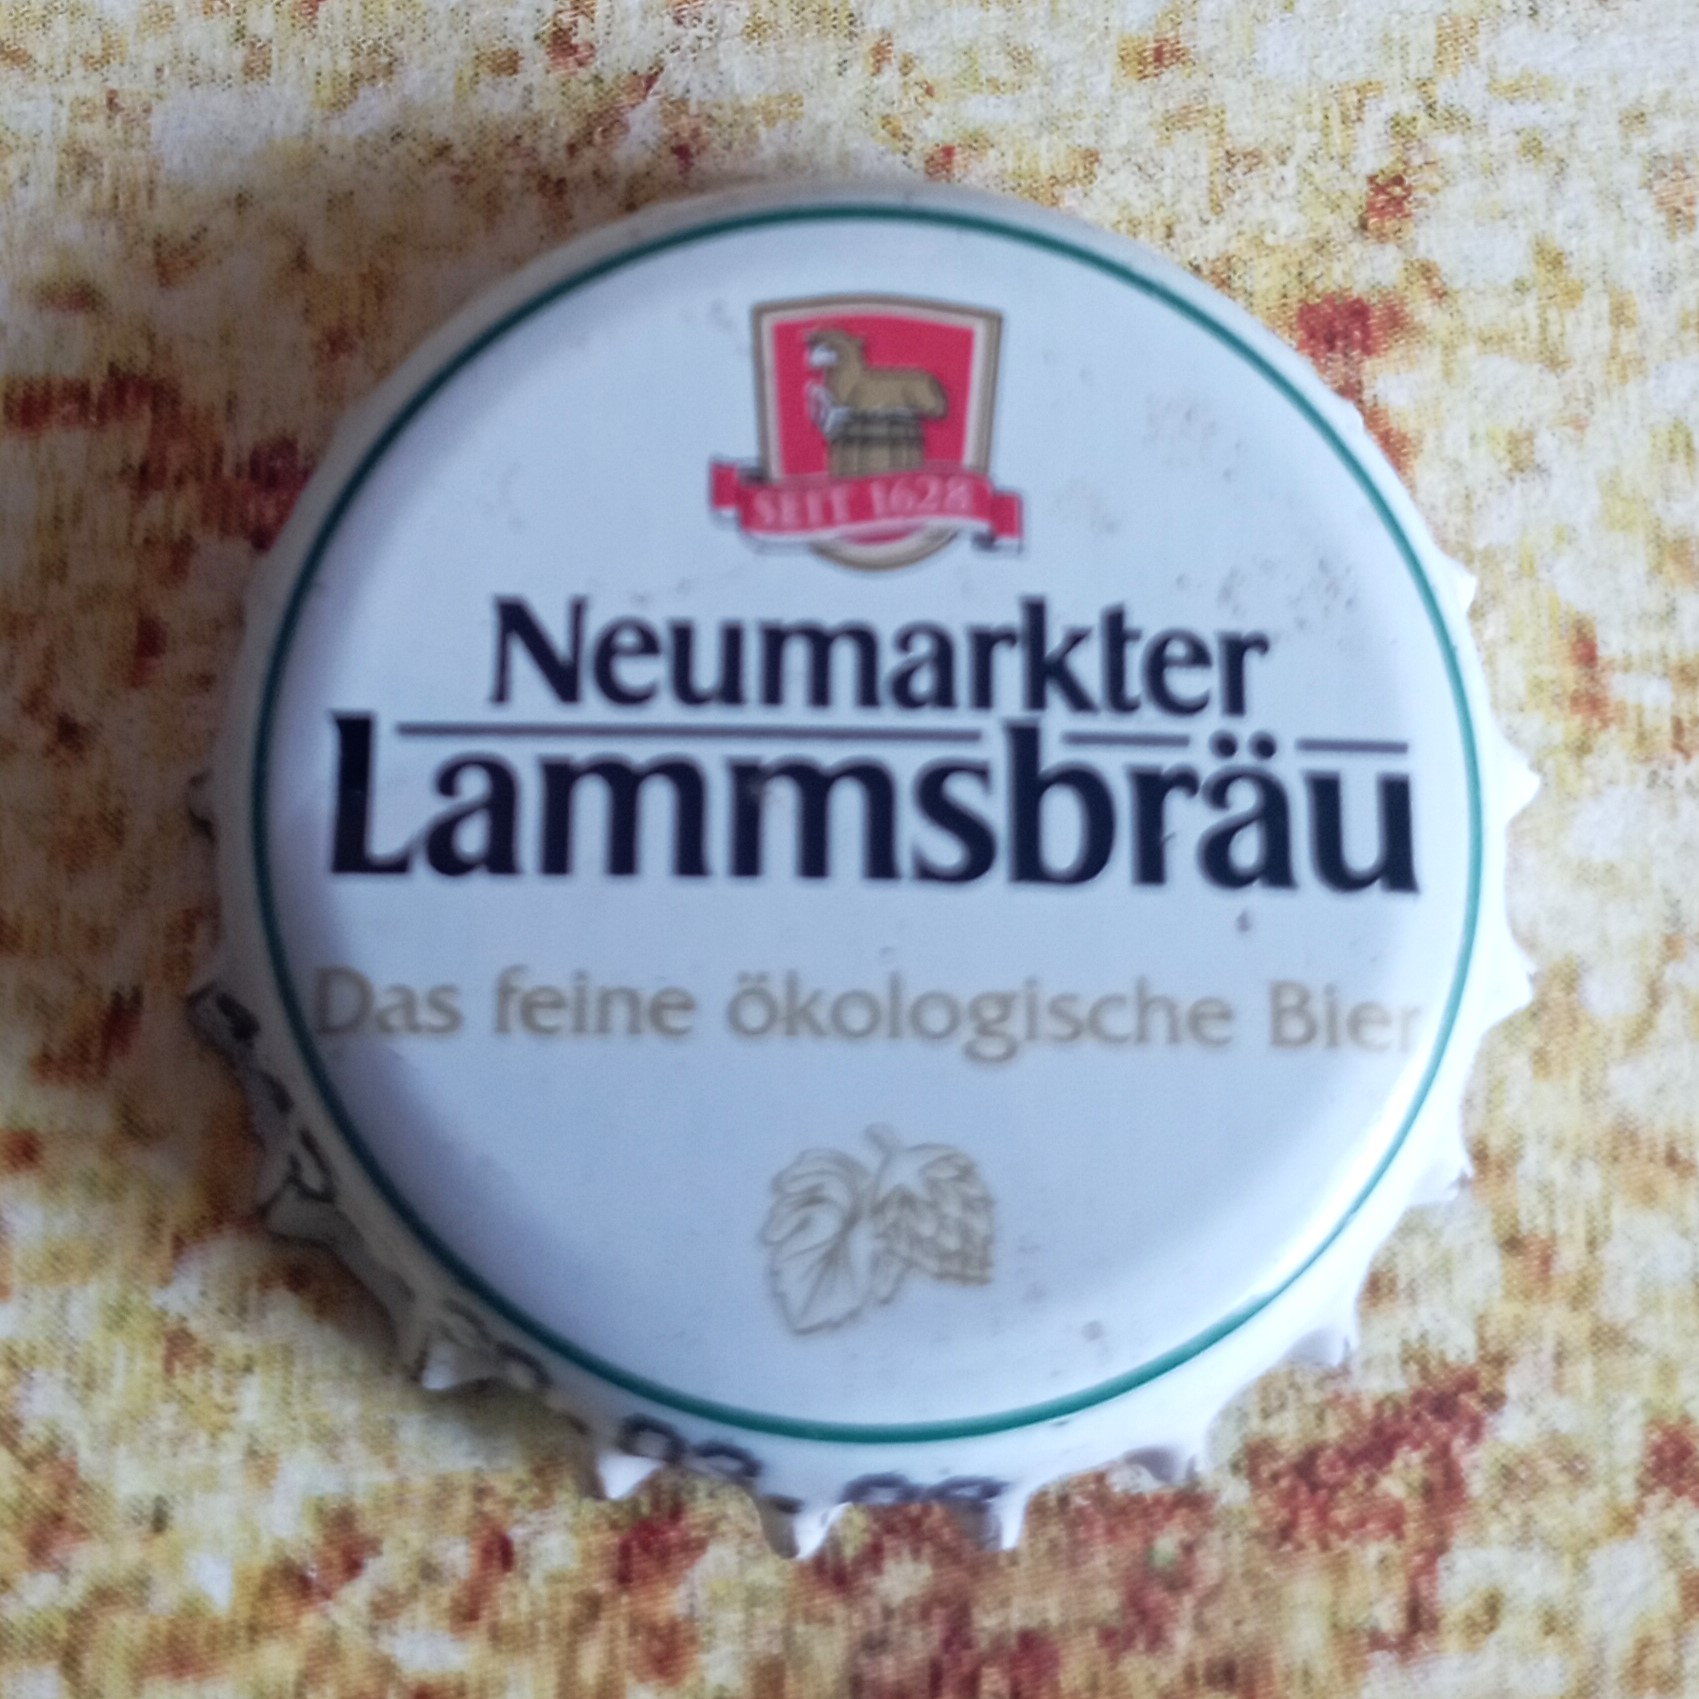 SEIT 1628
Neumarkter
Lammsbräu
Das feine ökologische Bier